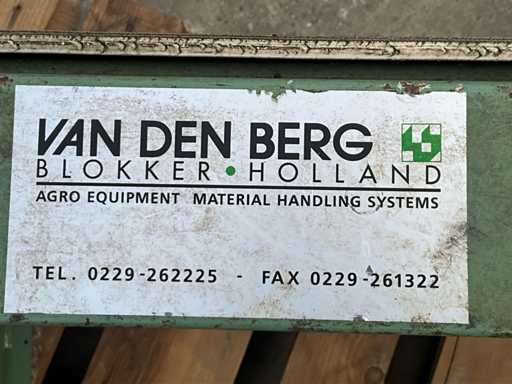 VAN DEN BERG
BLOKKER • HOLLAND
AGRO EQUIPMENT MATERIAL HANDLING SYSTEMS
TEL. 0229-262225 - FAX 0229-261322